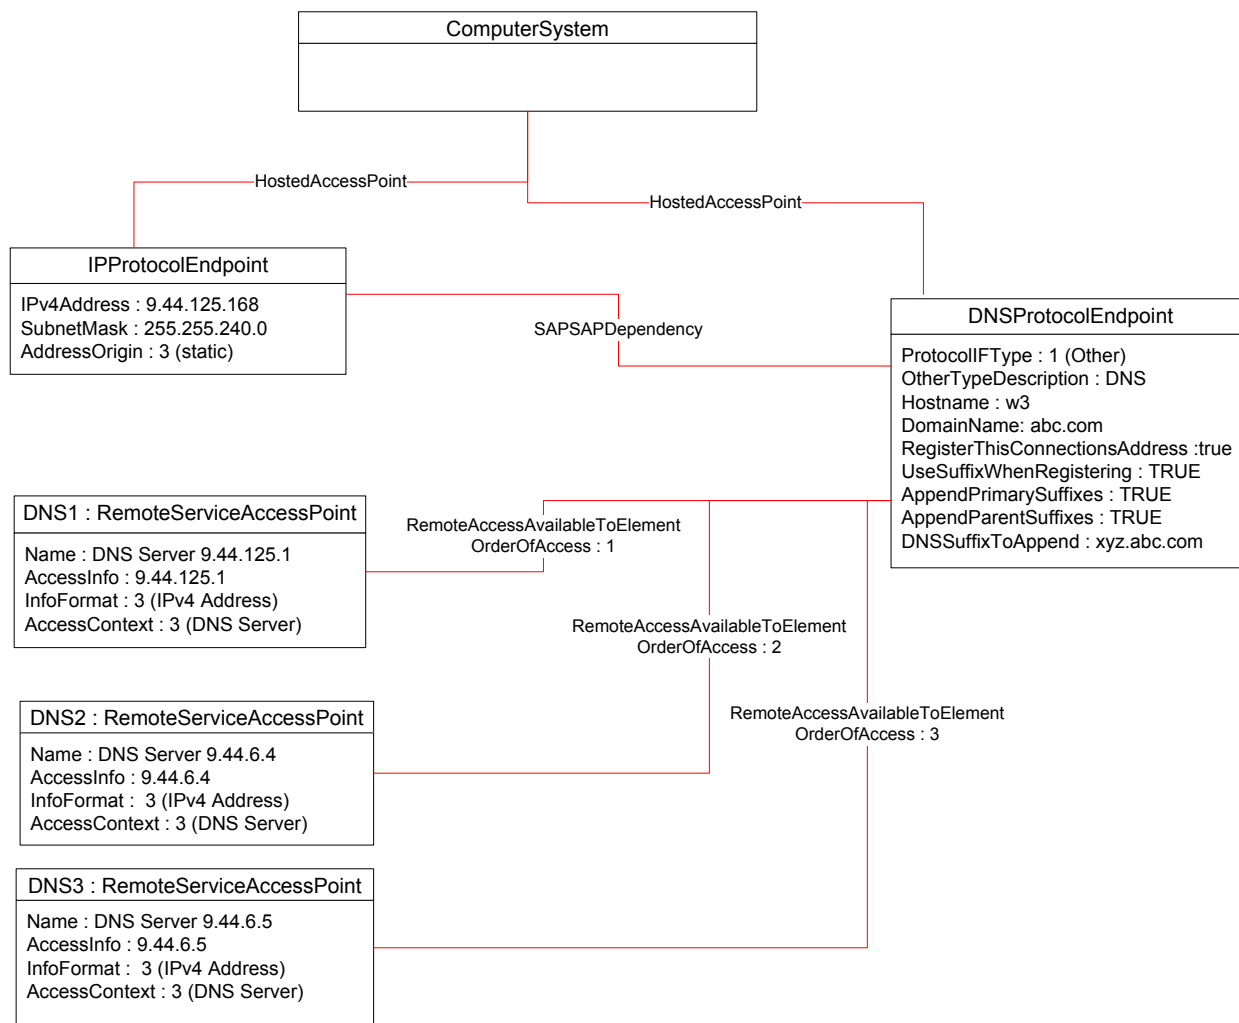 ComputerSystem
HostedAccessPoint
HostedAccessPoint
IPProtocolEndpoint
IPv4Address : 9.44.125.168
SubnetMask : 255.255.240.0
AddressOrigin : 3 (static)
SAPSAPDependency
DNSProtocolEndpoint
ProtocolIFType : 1 (Other)
OtherTypeDescription : DNS
Hostname : w3
DomainName: abc.com
RegisterThisConnectionsAddress :true
UseSuffixWhenRegistering : TRUE
AppendPrimarySuffixes : TRUE
AppendParentSuffixes : TRUE
DNSSuffixToAppend : xyz.abc.com
DNS1 : RemoteServiceAccessPoint
Name : DNS Server 9.44.125.1
AccessInfo : 9.44.125.1
InfoFormat : 3 (IPv4 Address)
AccessContext : 3 (DNS Server)
RemoteAccessAvailableToElement
OrderOfAccess : 1
RemoteAccessAvailableToElement
OrderOfAccess : 2
DNS2 : RemoteServiceAccessPoint
Name : DNS Server 9.44.6.4
AccessInfo : 9.44.6.4
InfoFormat :  3 (IPv4 Address)
AccessContext : 3 (DNS Server)
RemoteAccessAvailableToElement
OrderOfAccess : 3
DNS3 : RemoteServiceAccessPoint
Name : DNS Server 9.44.6.5
AccessInfo : 9.44.6.5
InfoFormat :  3 (IPv4 Address)
AccessContext : 3 (DNS Server)